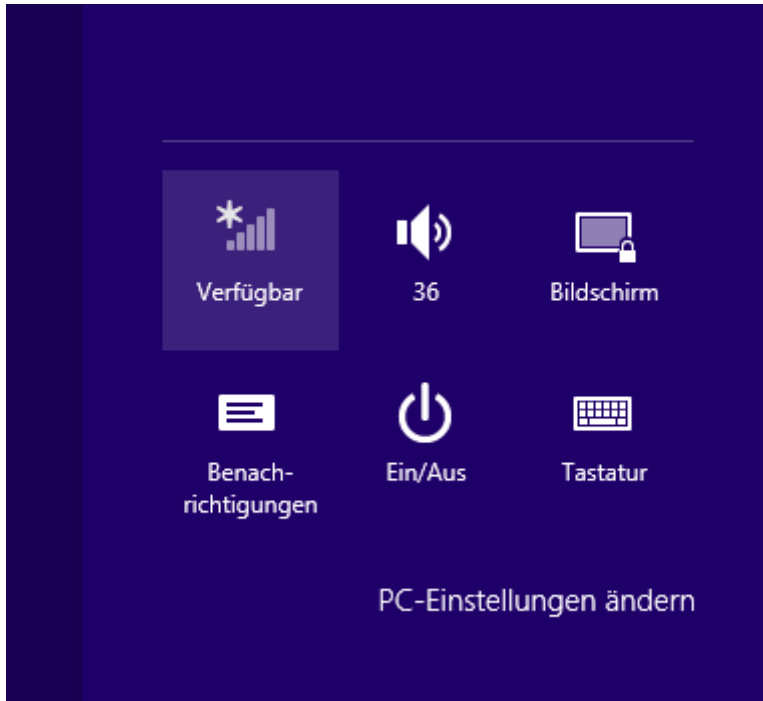 Verfügbar
36
Bildschirm
Benach-
richtigungen
Ein/Aus
Tastatur
PC-Einstellungen ändern